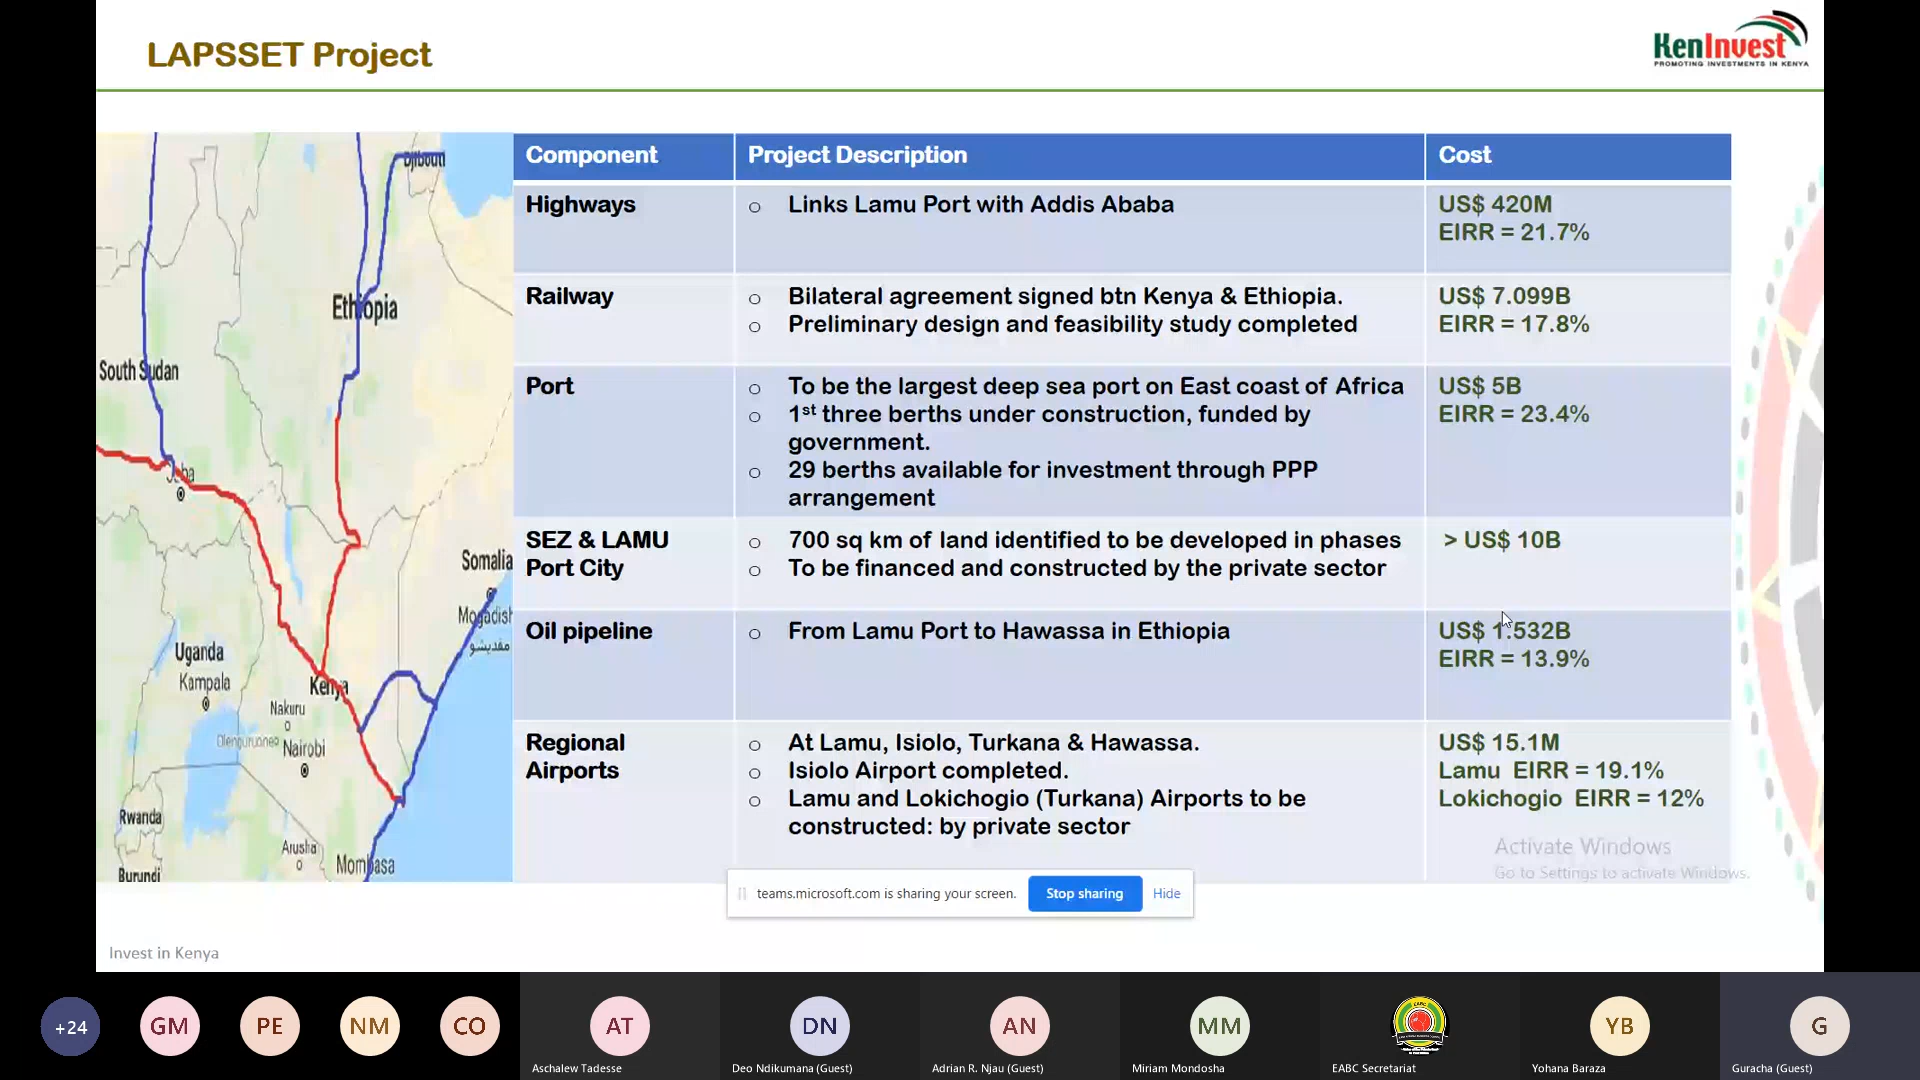 LAPSSET Project
KenInvest
PROMOTING INVESTMENTS IN KENYA
Djibouti
Ethiopia
South Sudan
Juba
Somalia
Mogadish
مقديشو
Uganda
Kampala
Kenya
Nakuru
Olenguruone
Nairobi
Rwanda
Arusha
Mombasa
Burundi
Component Project Description Cost
Highways
o Links Lamu Port with Addis Ababa
US$ 420M
EIRR = 21.7%
Railway
o Bilateral agreement signed btn Kenya & Ethiopia.
o Preliminary design and feasibility study completed
US$ 7.099B
EIRR = 17.8%
Port
o To be the largest deep sea port on East coast of Africa
o 1st three berths under construction, funded by
government.
o 29 berths available for investment through PPP
arrangement
US$ 5B
EIRR = 23.4%
SEZ & LAMU
Port City
o 700 sq km of land identified to be developed in phases
o To be financed and constructed by the private sector
> US$ 10B
Oil pipeline
o From Lamu Port to Hawassa in Ethiopia
US$ 1.532B
EIRR = 13.9%
Regional
Airports
o At Lamu, Isiolo, Turkana & Hawassa.
o Isiolo Airport completed.
o Lamu and Lokichogio (Turkana) Airports to be
constructed: by private sector
US$ 15.1M
Lamu EIRR = 19.1%
Lokichogio EIRR = 12%
Activate Windows
Go to Settings to activate Windows.
teams.microsoft.com is sharing your screen. Stop sharing Hide
Invest in Kenya
+24 GM PE NM CO AT DN AN MM YB G
Aschalew Tadesse Deo Ndikumana (Guest) Adrian R. Njau (Guest) Miriam Mondosha EABC Secretariat Yohana Baraza Guracha (Guest)